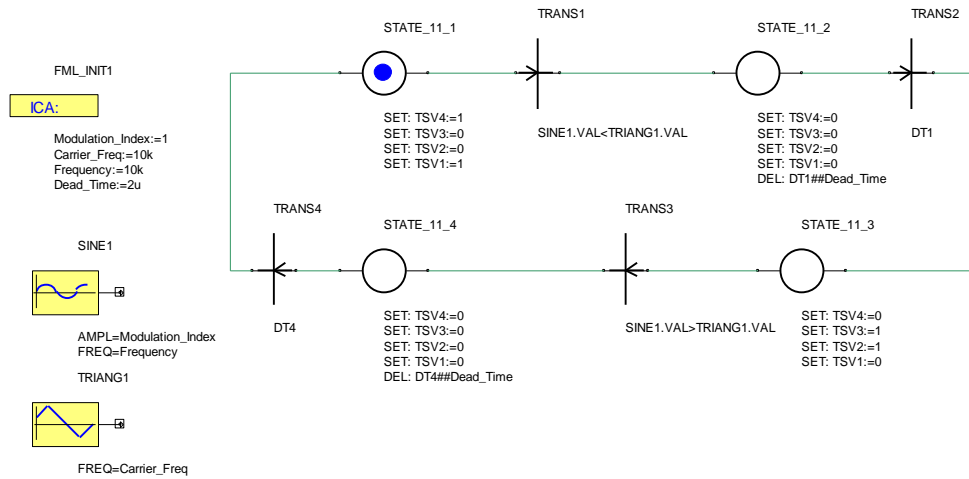 TRANS1
TRANS2
STATE_11_1
STATE_11_2
FML_INIT1
ICA:
Modulation_Index:=1
Carrier_Freq:=10k
Frequency:=10k
Dead_Time:=2u
SET: TSV4:=1
SET: TSV3:=0
SET: TSV2:=0
SET: TSV1:=1
SINE1.VAL<TRIANG1.VAL
SET: TSV4:=0
SET: TSV3:=0
SET: TSV2:=0
SET: TSV1:=0
DEL: DT1##Dead_Time
DT1
TRANS4
STATE_11_4
TRANS3
STATE_11_3
SINE1
AMPL=Modulation_Index
FREQ=Frequency
DT4
SET: TSV4:=0
SET: TSV3:=0
SET: TSV2:=0
SET: TSV1:=0
DEL: DT4##Dead_Time
SINE1.VAL>TRIANG1.VAL
SET: TSV4:=0
SET: TSV3:=1
SET: TSV2:=1
SET: TSV1:=0
TRIANG1
FREQ=Carrier_Freq